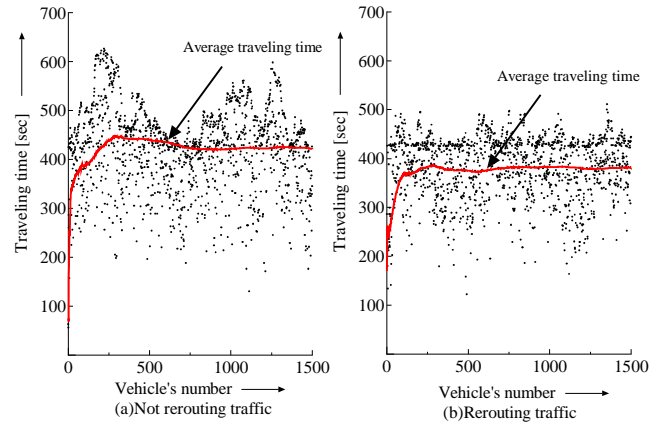 700
600
500
400
300
200
100
Traveling time [sec]
Average traveling time
0 500 1000 1500
Vehicle's number
(a)Not rerouting traffic
700
600
500
400
300
200
100
Traveling time [sec]
Average traveling time
0 500 1000 1500
Vehicle's number
(b)Rerouting traffic